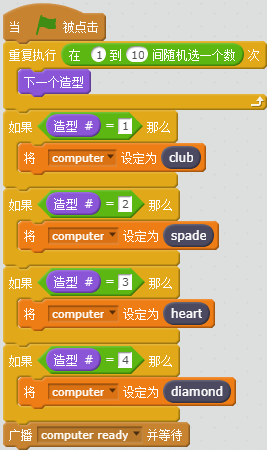 当 被点击
重复执行 在 1 到 10 间随机选一个数 次
下一个造型
如果 造型 # = 1 那么
将 computer 设定为 club
如果 造型 # = 2 那么
将 computer 设定为 spade
如果 造型 # = 3 那么
将 computer 设定为 heart
如果 造型 # = 4 那么
将 computer 设定为 diamond
广播 computer ready 并等待